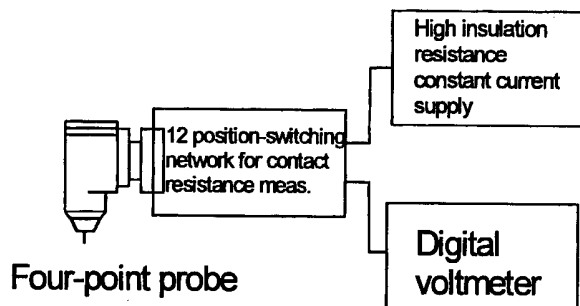 High insulation
resistance
constant current
supply
12 position-switching
network for contact
resistance meas.
Four-point probe
Digital
voltmeter